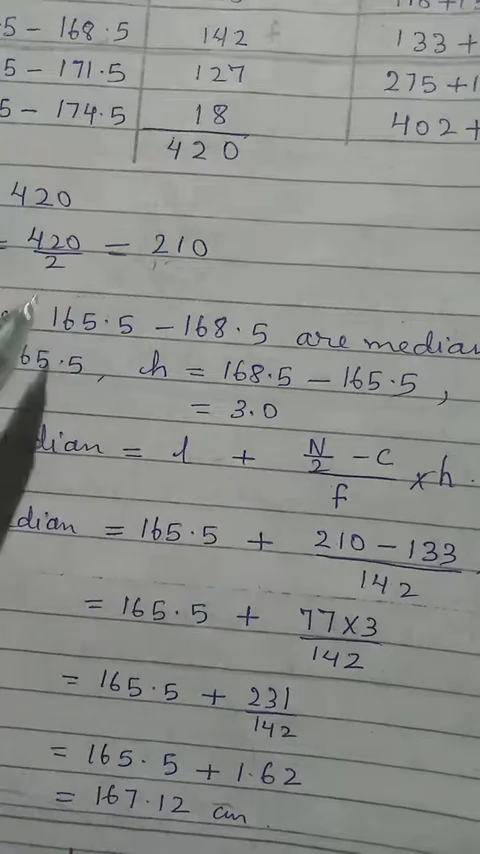 5 - 168.5 142 133 +
5 - 171.5 127 275 + 1
5 - 174.5 18 402 +
420
420
= 420/2 = 210
165.5 - 168.5 are median
65.5, h = 168.5 - 165.5,
= 3.0
dian = l + (N/2 - C)/f × h.
dian = 165.5 + (210 - 133)/142
= 165.5 + (77 × 3)/142
= 165.5 + 231/142
= 165.5 + 1.62
= 167.12 cm.